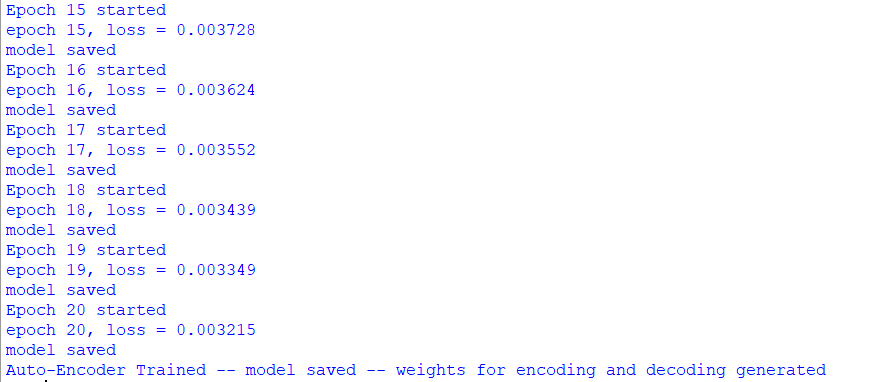 Epoch 15 started
epoch 15, loss = 0.003728
model saved
Epoch 16 started
epoch 16, loss = 0.003624
model saved
Epoch 17 started
epoch 17, loss = 0.003552
model saved
Epoch 18 started
epoch 18, loss = 0.003439
model saved
Epoch 19 started
epoch 19, loss = 0.003349
model saved
Epoch 20 started
epoch 20, loss = 0.003215
model saved
Auto-Encoder Trained -- model saved -- weights for encoding and decoding generated